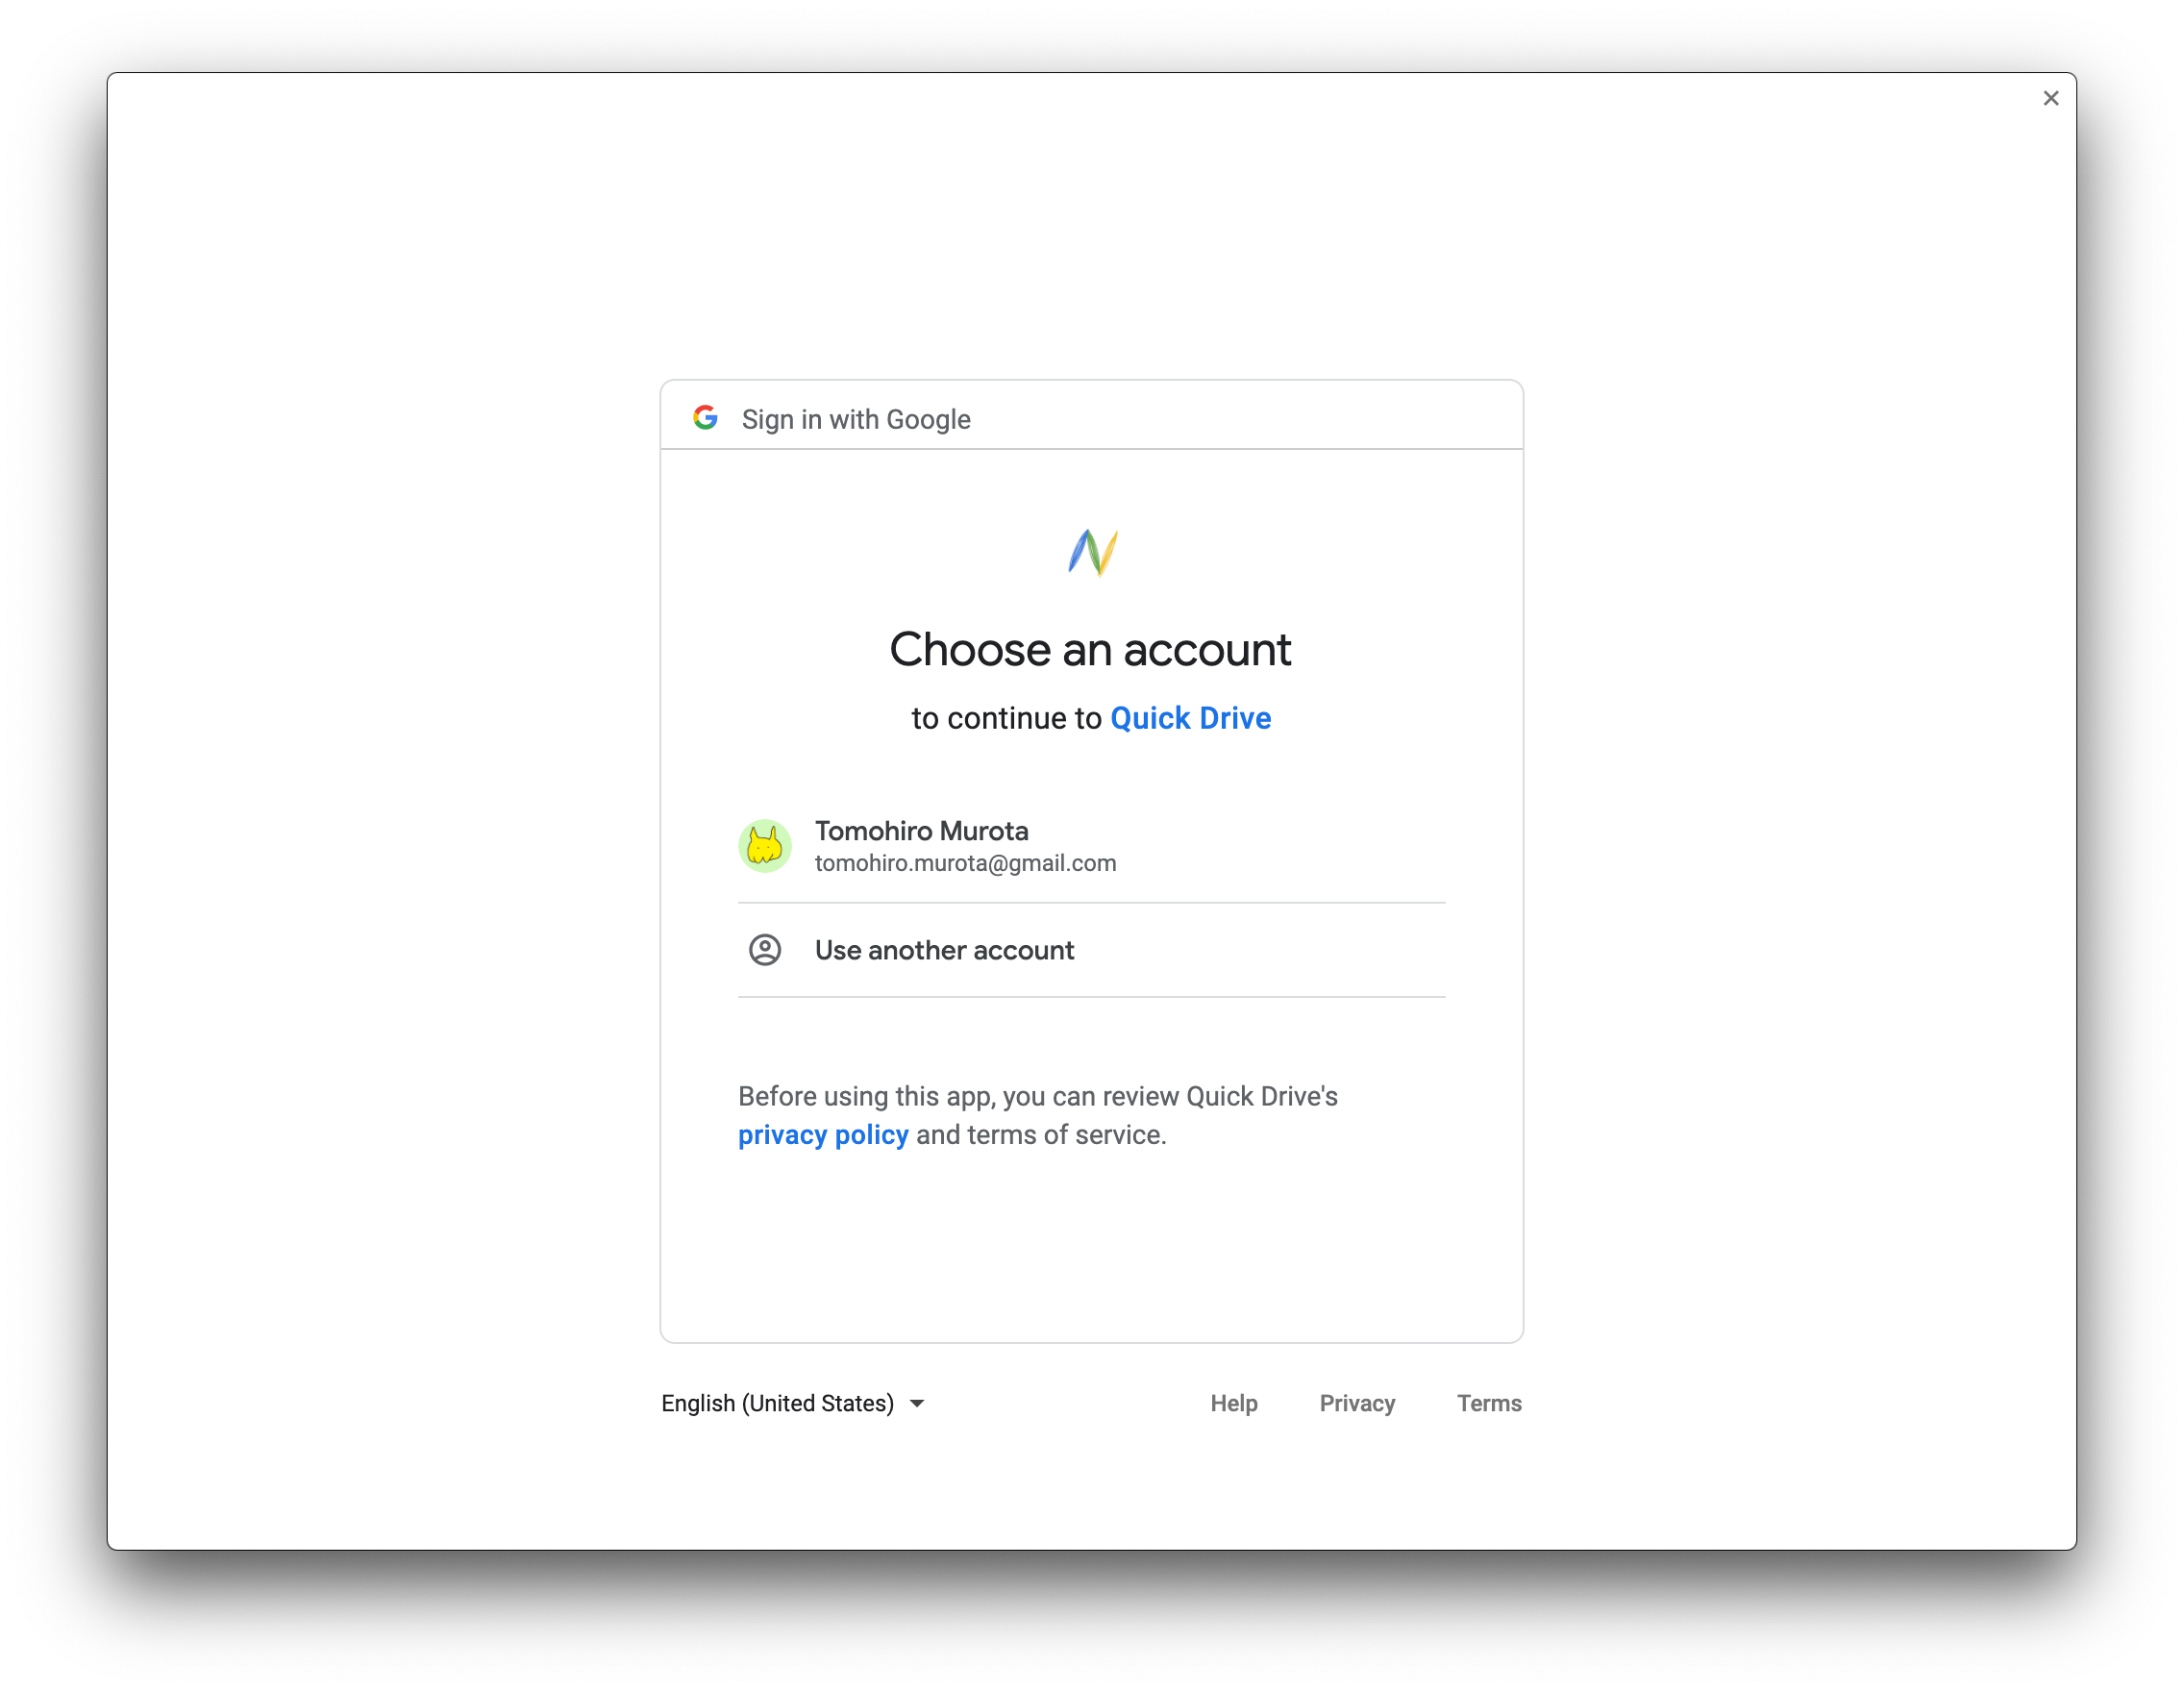 Sign in with Google
Choose an account
to continue to Quick Drive
Tomohiro Murota
tomohiro.murota@gmail.com
Use another account
Before using this app, you can review Quick Drive's
privacy policy and terms of service.
English (United States) Help Privacy Terms